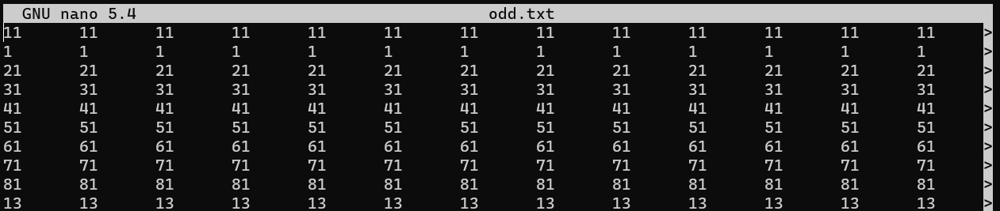 GNU nano 5.4 odd.txt
11 11 11 11 11 11 11 11 11 11 11 11 11 >
1 1 1 1 1 1 1 1 1 1 1 1 1 >
21 21 21 21 21 21 21 21 21 21 21 21 21 >
31 31 31 31 31 31 31 31 31 31 31 31 31 >
41 41 41 41 41 41 41 41 41 41 41 41 41 >
51 51 51 51 51 51 51 51 51 51 51 51 51 >
61 61 61 61 61 61 61 61 61 61 61 61 61 >
71 71 71 71 71 71 71 71 71 71 71 71 71 >
81 81 81 81 81 81 81 81 81 81 81 81 81 >
13 13 13 13 13 13 13 13 13 13 13 13 13 >